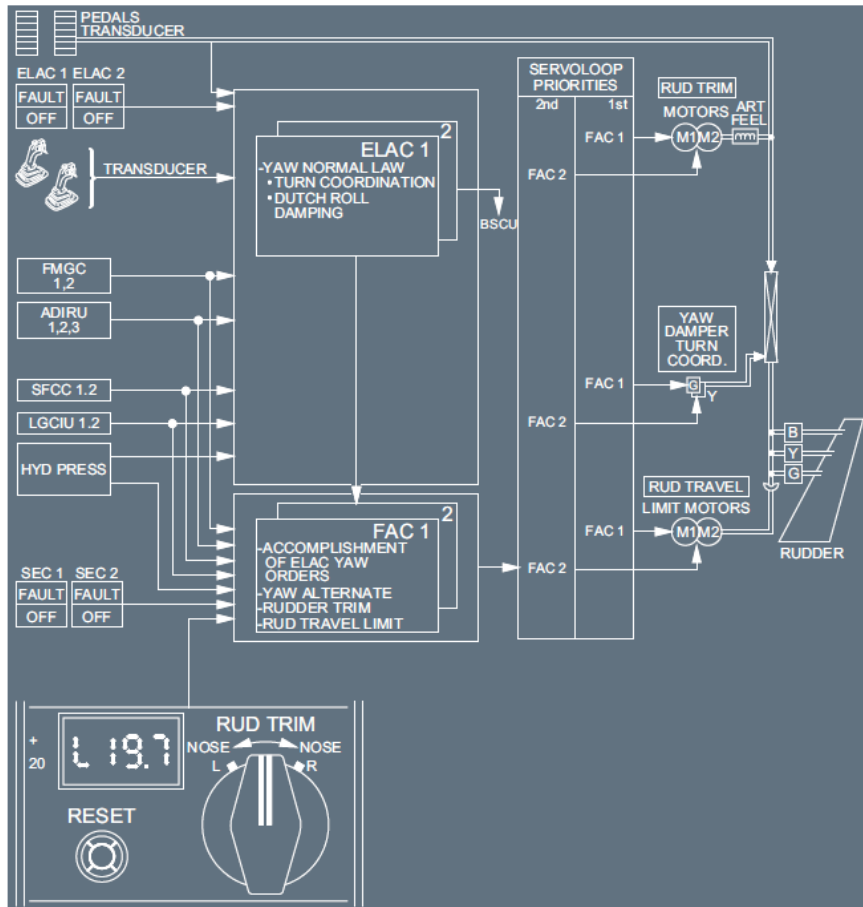 PEDALS
TRANSDUCER
ELAC 1 ELAC 2
FAULT FAULT
OFF OFF
TRANSDUCER
2
ELAC 1
-YAW NORMAL LAW
• TURN COORDINATION
• DUTCH ROLL
DAMPING
BSCU
FMGC
1,2
ADIRU
1,2,3
SFCC 1.2
LGCIU 1.2
HYD PRESS
2
FAC 1
-ACCOMPLISHMENT
OF ELAC YAW
ORDERS
-YAW ALTERNATE
-RUDDER TRIM
-RUD TRAVEL LIMIT
SEC 1 SEC 2
FAULT FAULT
OFF OFF
SERVOLOOP
PRIORITIES
2nd 1st
FAC 1
FAC 2
FAC 1
FAC 2
FAC 1
FAC 2
RUD TRIM
MOTORS
ART
FEEL
M1 M2
YAW
DAMPER
TURN
COORD.
G
Y
B
Y
G
RUD TRAVEL
LIMIT MOTORS
M1 M2
RUDDER
+
20
L19.7
RUD TRIM
NOSE NOSE
L R
RESET